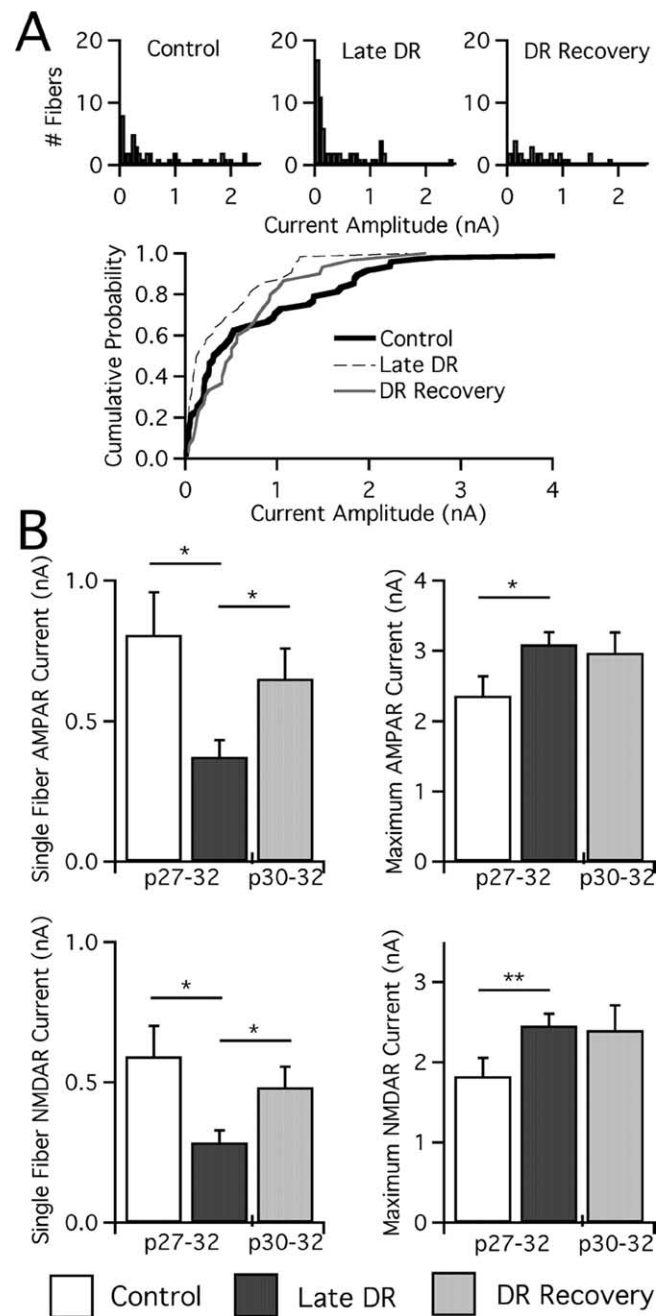 A
Control
Late DR
DR Recovery
# Fibers
20
10
0
20
10
0
20
10
0
0 1 2
0 1 2
0 1 2
Current Amplitude (nA)
Cumulative Probability
1.0
0.8
0.6
0.4
0.2
0.0
Control
Late DR
DR Recovery
0 1 2 3 4
Current Amplitude (nA)
B
Single Fiber AMPAR Current (nA)
1.0
0.5
0.0
*
*
p27-32 p30-32
Maximum AMPAR Current (nA)
4
3
2
1
0
*
p27-32 p30-32
Single Fiber NMDAR Current (nA)
1.0
0.5
0.0
*
*
p27-32 p30-32
Maximum NMDAR Current (nA)
3
2
1
0
**
p27-32 p30-32
Control Late DR DR Recovery